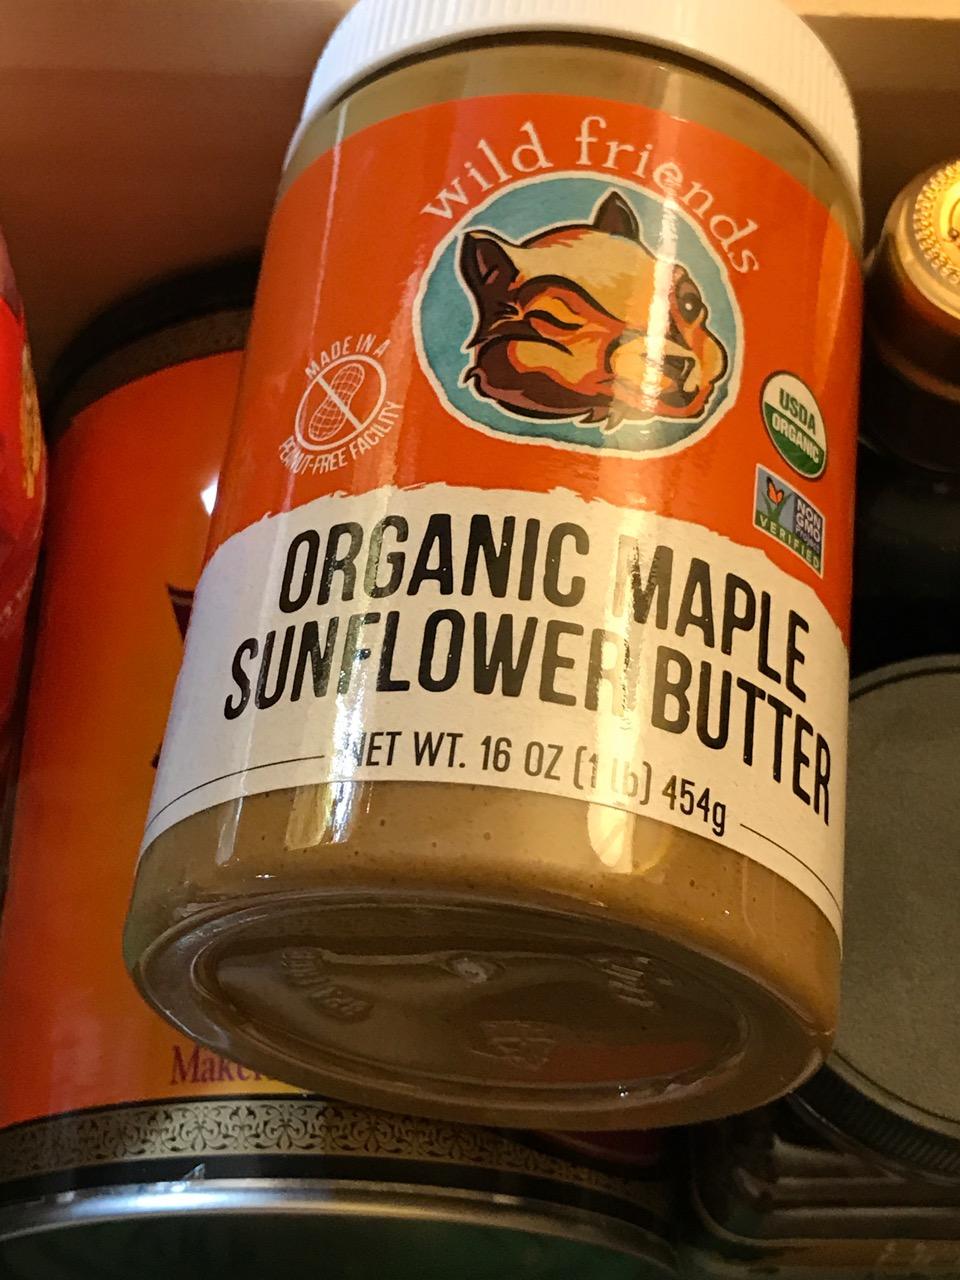 wild friends
MADE IN A
PEANUT-FREE FACILITY
USDA
ORGANIC
NON
GMO
Project
VERIFIED
ORGANIC MAPLE
SUNFLOWER BUTTER
NET WT. 16 OZ (1 lb) 454g